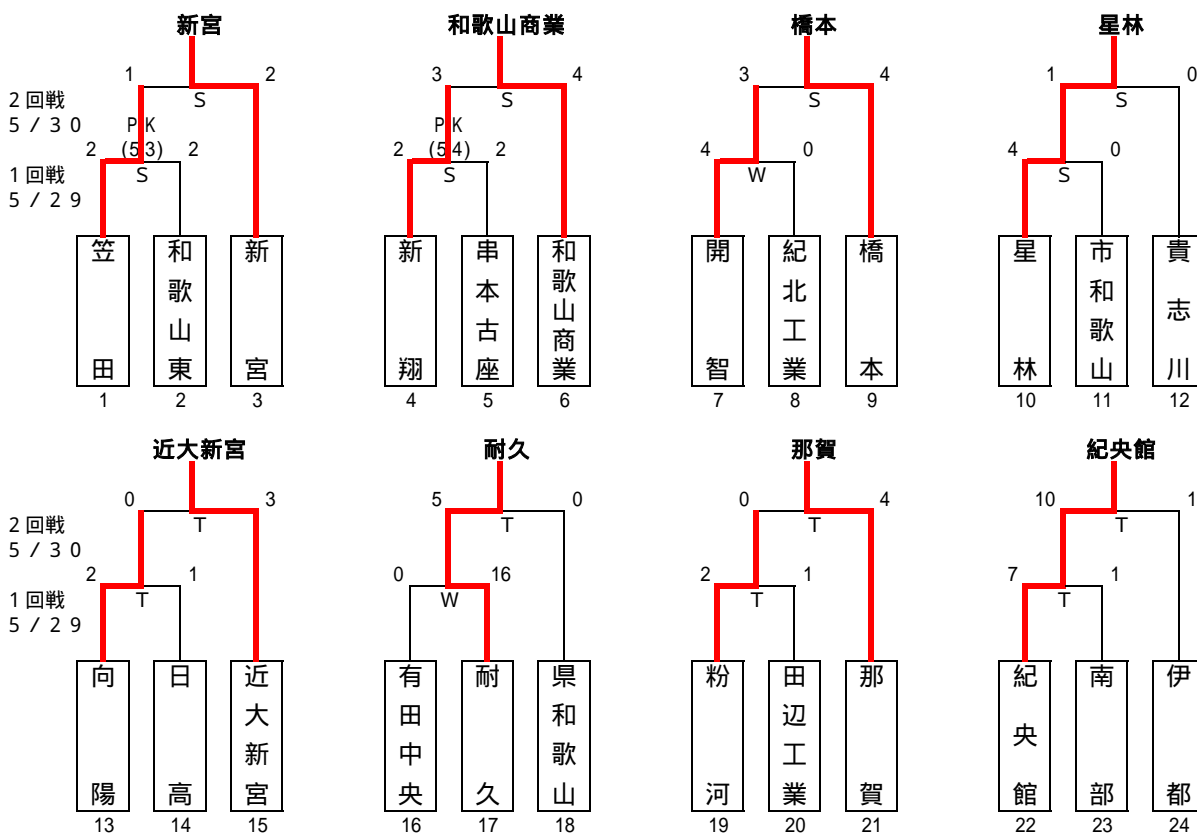 新宮 和歌山商業 橋本 星林
1 2 3 4 3 4 1 0
2回戦 S S S S
5/30 PK PK
2 (5 3) 2 2 (5 4) 2 4 0 4 0
1回戦 S S W S
5/29
笠田 和歌山東 新宮 新翔 串本古座 和歌山商業 開智 紀北工業 橋本 星林 市和歌山 貴志川
1 2 3 4 5 6 7 8 9 10 11 12
近大新宮 耐久 那賀 紀央館
0 3 5 0 0 4 10 1
2回戦 T T T T
5/30
2 1 0 16 2 1 7 1
1回戦 T W T T
5/29
向陽 日高 近大新宮 有田中央 耐久 県和歌山 粉河 田辺工業 那賀 紀央館 南部 伊都
13 14 15 16 17 18 19 20 21 22 23 24